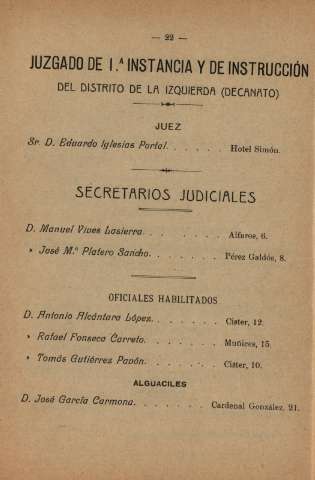 — 22 —
JUZGADO DE 1.ª INSTANCIA Y DE INSTRUCCIÓN
DEL DISTRITO DE LA IZQUIERDA (DECANATO)
JUEZ
Sr. D. Eduardo Iglesias Portal. . . . . . Hotel Simón.
SECRETARIOS JUDICIALES
D. Manuel Vives Lasierra. . . . . . . Alfaros, 6.
» José M.ª Platero Sancho. . . . . . Pérez Galdós, 8.
OFICIALES HABILITADOS
D. Antonio Alcántara López. . . . . . . Cister, 12.
» Rafael Fonseca Carreto. . . . . . . Muñices, 15.
» Tomás Gutiérrez Pavón. . . . . . . Cister, 10.
ALGUACILES
D. José García Carmona. . . . . . . Cardenal González, 21.